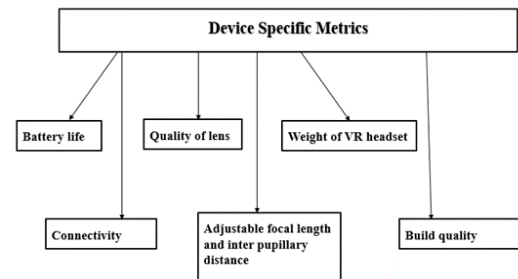 Device Specific Metrics
Battery life
Quality of lens
Weight of VR headset
Connectivity
Adjustable focal length
and inter pupillary
distance
Build quality